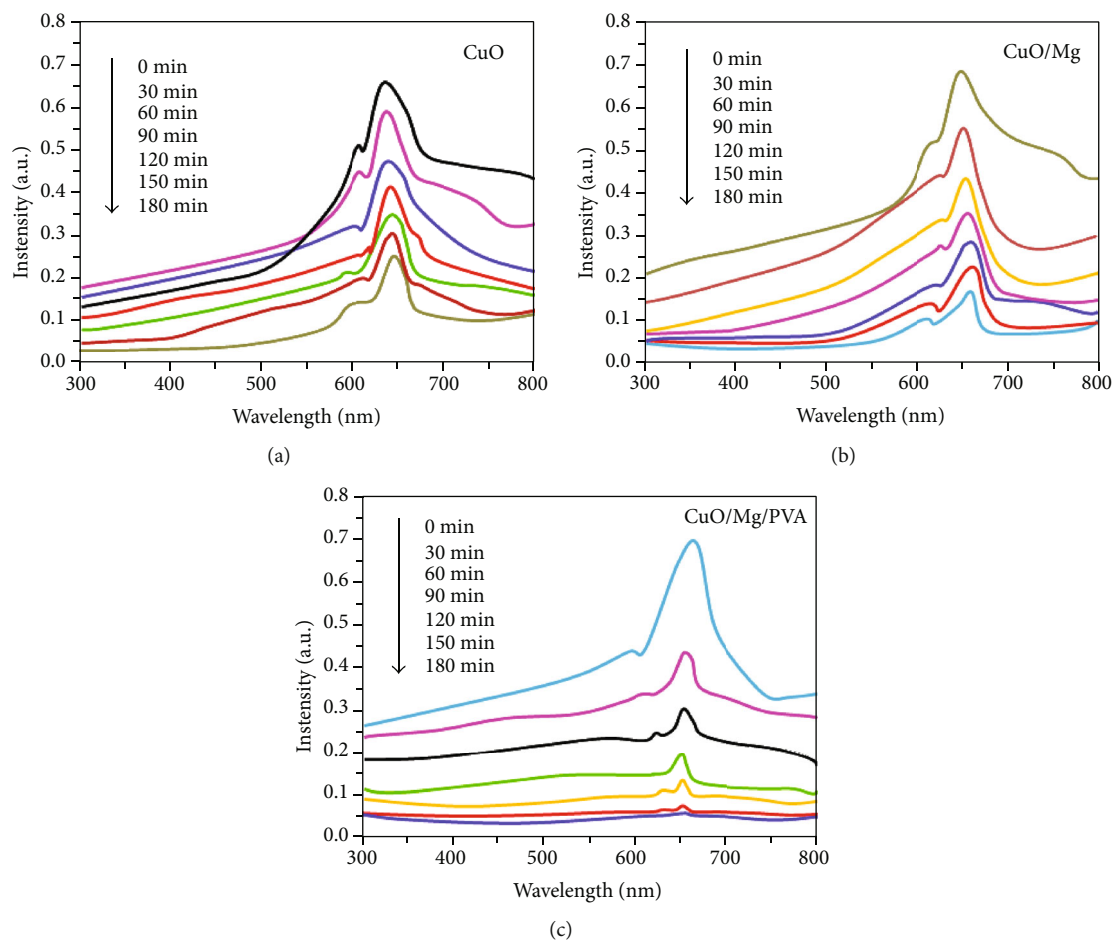 0.8
0.7
0.6
0.5
0.4
0.3
0.2
0.1
0.0
Instensity (a.u.)
CuO
0 min
30 min
60 min
90 min
120 min
150 min
180 min
300
400
500
600
700
800
Wavelength (nm)
(a)
0.8
0.7
0.6
0.5
0.4
0.3
0.2
0.1
0.0
Instensity (a.u.)
CuO/Mg
0 min
30 min
60 min
90 min
120 min
150 min
180 min
300
400
500
600
700
800
Wavelength (nm)
(b)
0.8
0.7
0.6
0.5
0.4
0.3
0.2
0.1
0.0
Instensity (a.u.)
CuO/Mg/PVA
0 min
30 min
60 min
90 min
120 min
150 min
180 min
300
400
500
600
700
800
Wavelength (nm)
(c)